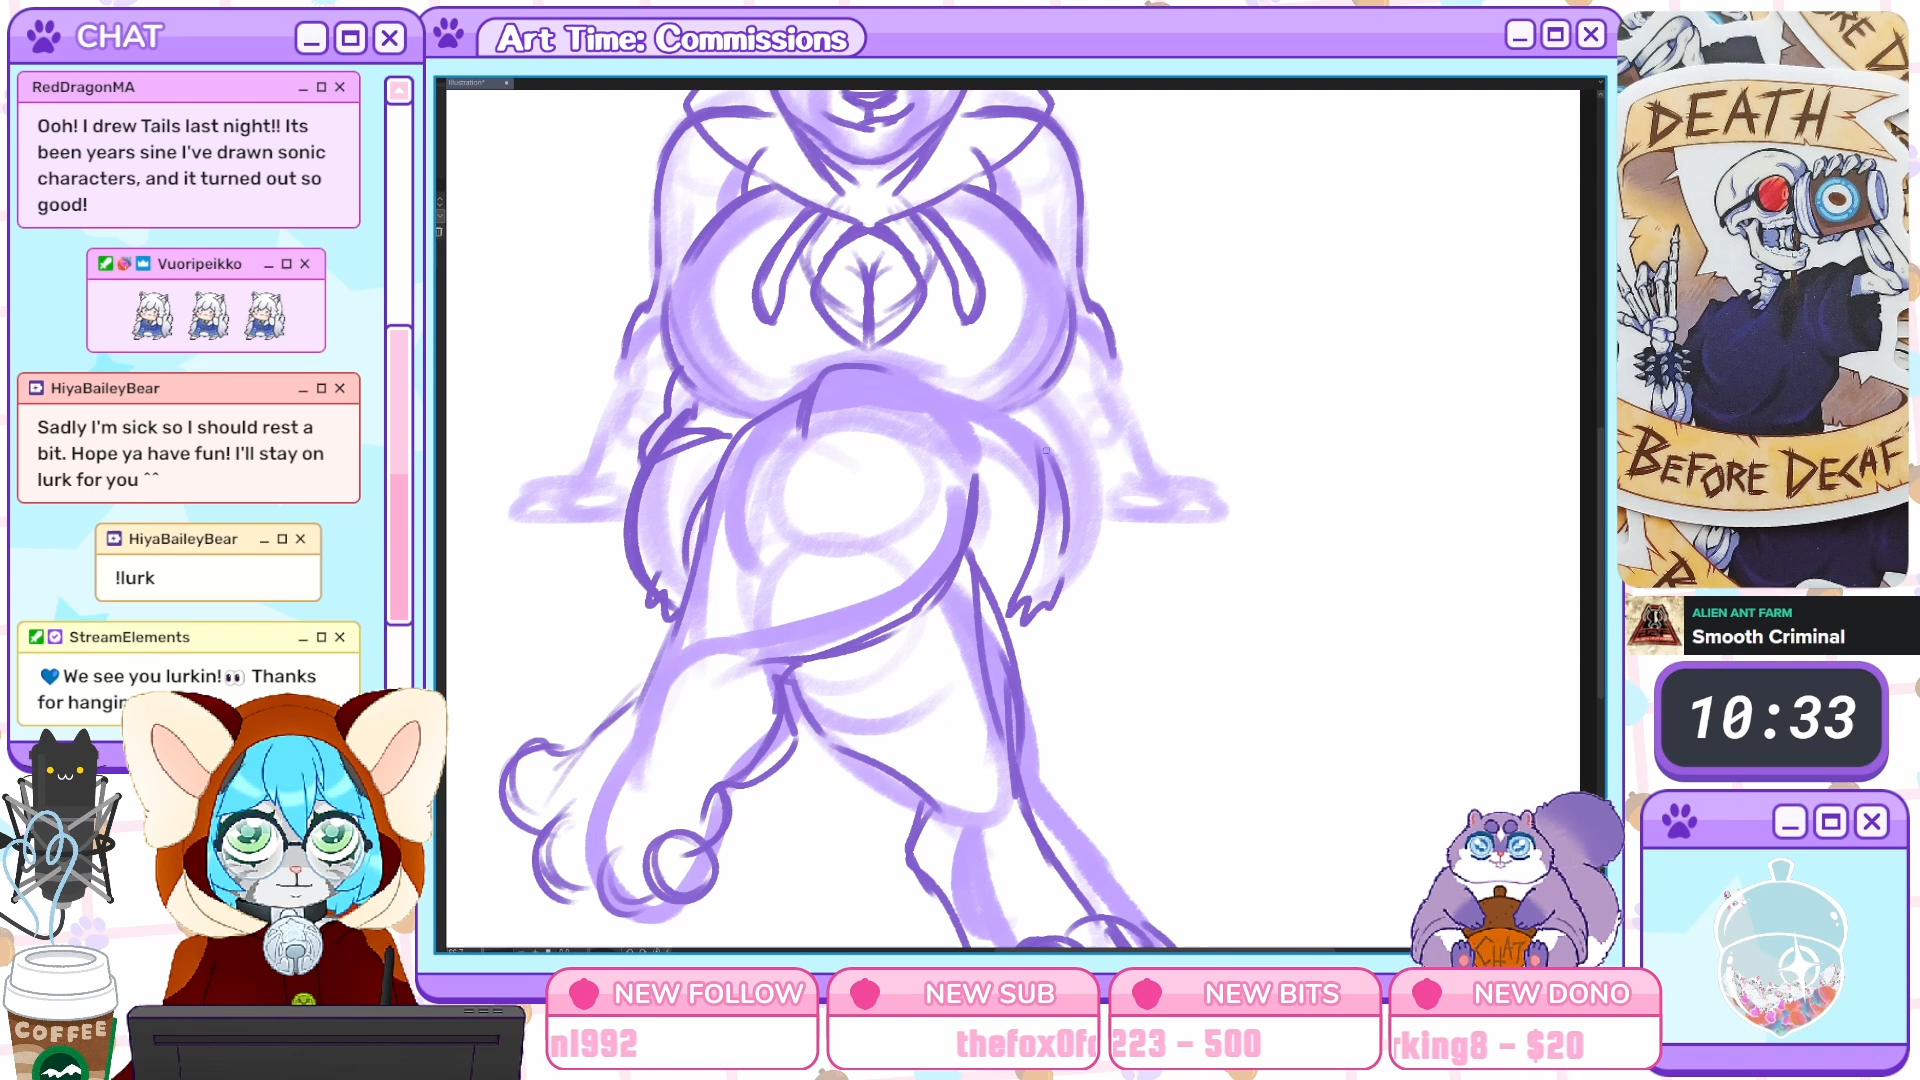 CHAT
Art Time: Commissions
RedDragonMA
Ooh! I drew Tails last night!! Its
been years sine I've drawn sonic
characters, and it turned out so
good!
Vuoripeikko
HiyaBaileyBear
Sadly I'm sick so I should rest a
bit. Hope ya have fun! I'll stay on
lurk for you ^^
HiyaBaileyBear
!lurk
StreamElements
We see you lurkin! Thanks
for hangin
Illustration*
DEATH
BEFORE DECAF
ALIEN ANT FARM
Smooth Criminal
10:33
COFFEE
CHAT
NEW FOLLOW
n1992
NEW SUB
thefox0f
NEW BITS
223 - 500
NEW DONO
rking8 - $20